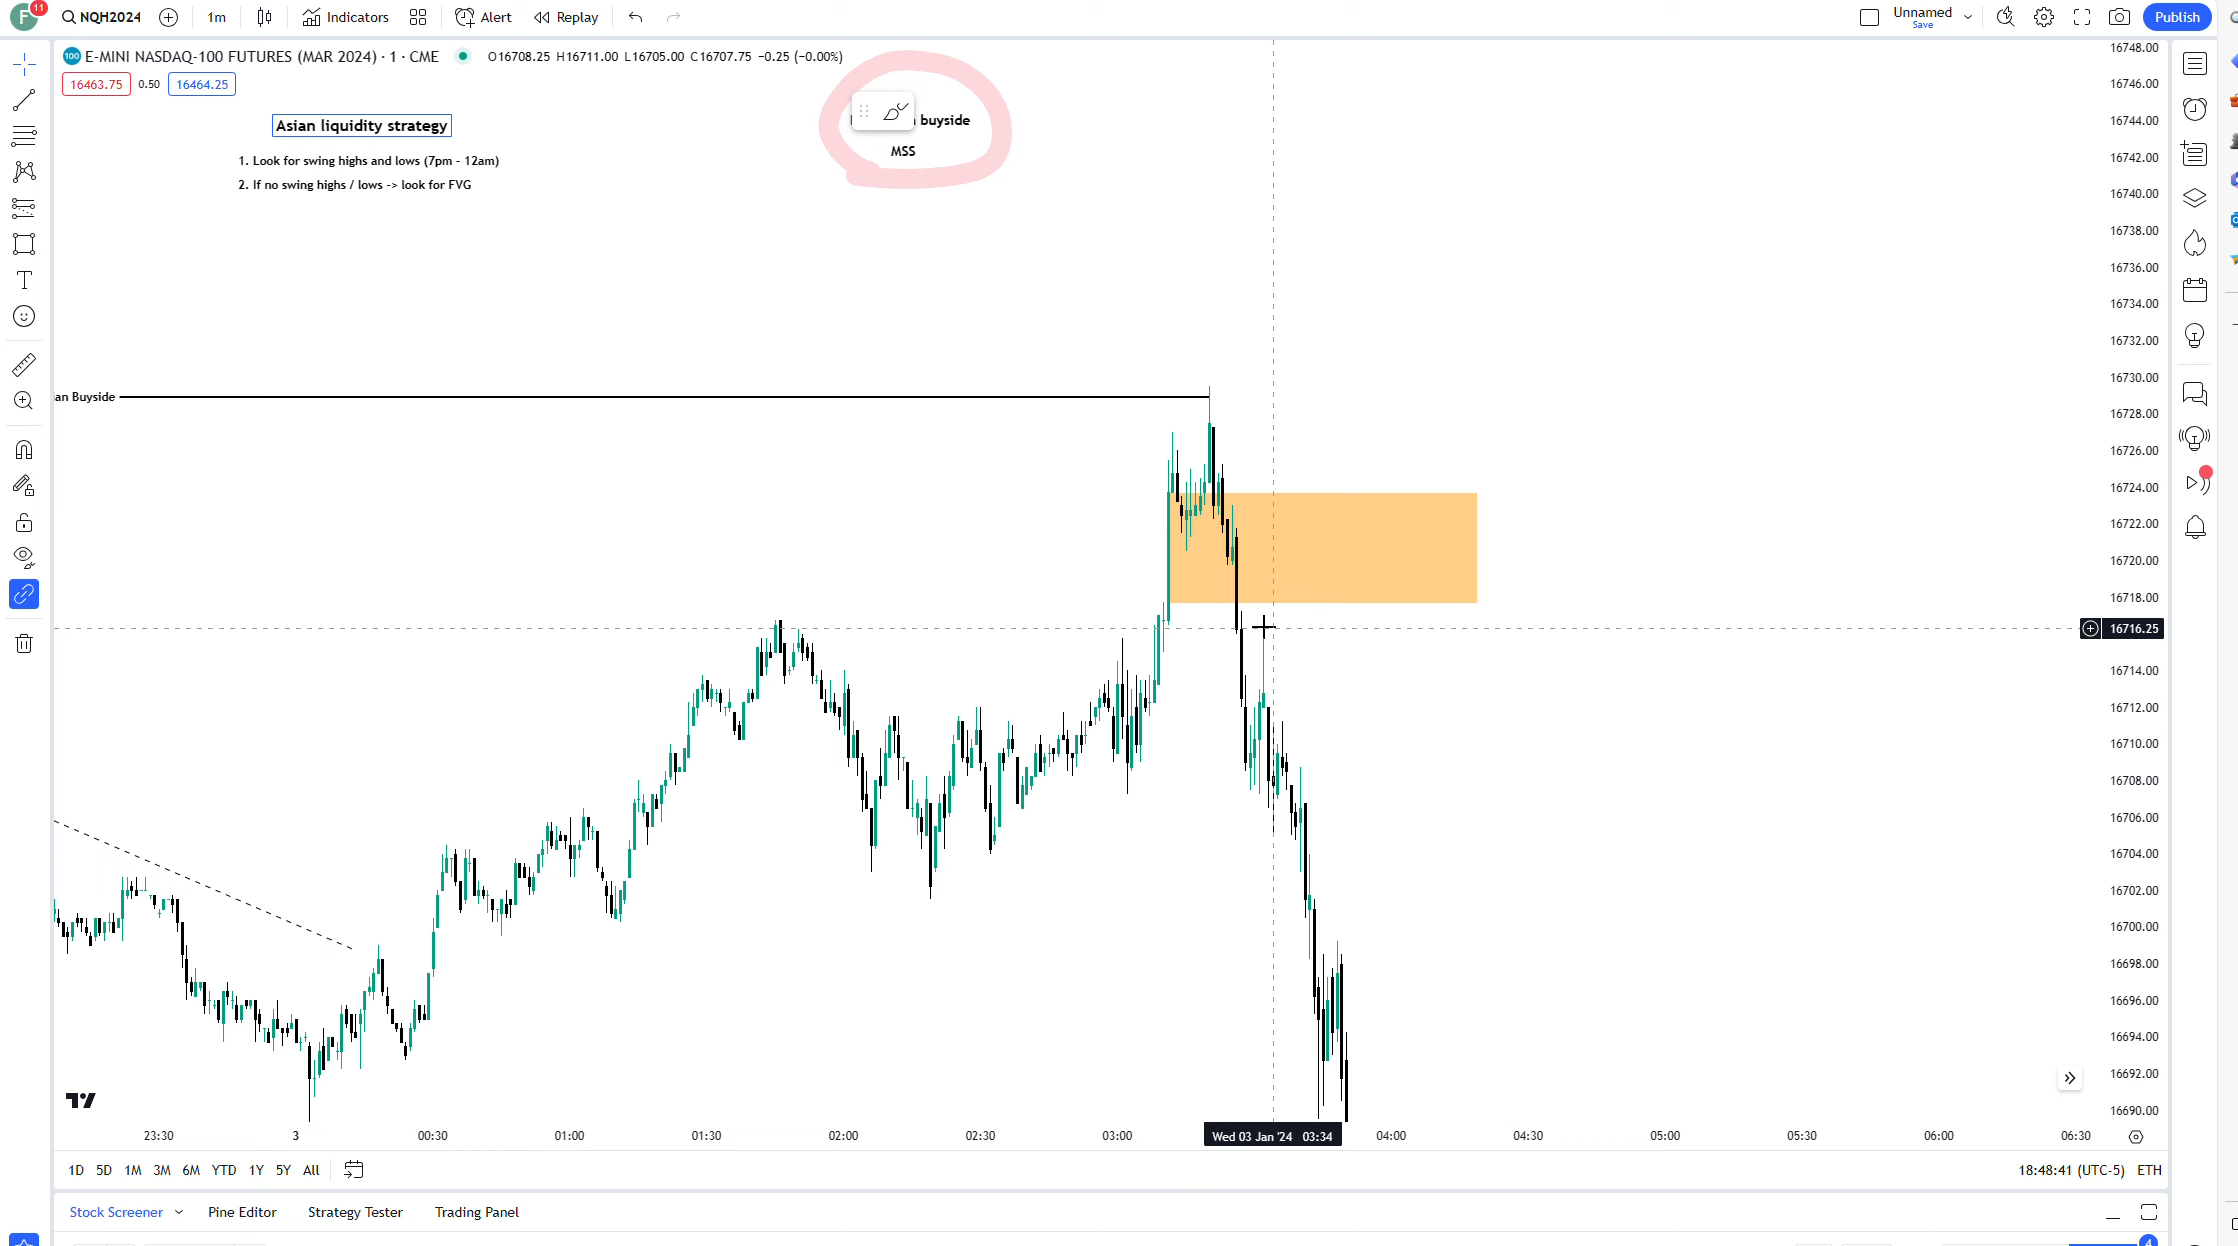 F 11 NQH2024 1m Indicators Alert Replay Unnamed Save Publish
100 E-MINI NASDAQ-100 FUTURES (MAR 2024) · 1 · CME O16708.25 H16711.00 L16705.00 C16707.75 −0.25 (−0.00%)
16463.75 0.50 16464.25
Asian liquidity strategy
1. Look for swing highs and lows (7pm - 12am)
2. If no swing highs / lows -> look for FVG
buyside
MSS
an Buyside
16748.00
16746.00
16744.00
16742.00
16740.00
16738.00
16736.00
16734.00
16732.00
16730.00
16728.00
16726.00
16724.00
16722.00
16720.00
16718.00
16716.25
16714.00
16712.00
16710.00
16708.00
16706.00
16704.00
16702.00
16700.00
16698.00
16696.00
16694.00
16692.00
16690.00
23:30 3 00:30 01:00 01:30 02:00 02:30 03:00 Wed 03 Jan '24 03:34 04:00 04:30 05:00 05:30 06:00 06:30
1D 5D 1M 3M 6M YTD 1Y 5Y All 18:48:41 (UTC-5) ETH
Stock Screener Pine Editor Strategy Tester Trading Panel